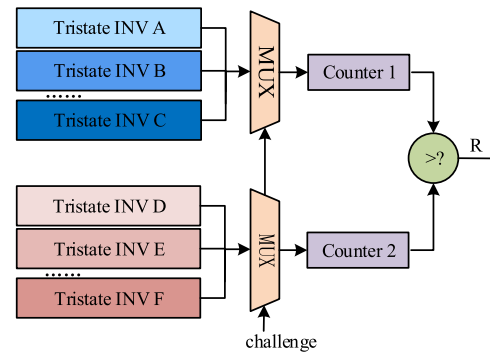 Tristate INV A
Tristate INV B
......
Tristate INV C
MUX
Counter 1
>?
R
Tristate INV D
Tristate INV E
......
Tristate INV F
MUX
Counter 2
challenge